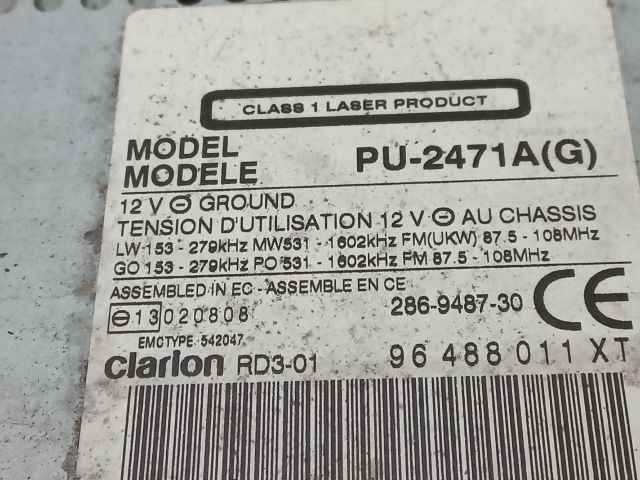 CLASS 1 LASER PRODUCT
MODEL
MODELE PU-2471A(G)
12 V ⊖ GROUND
TENSION D'UTILISATION 12 V ⊖ AU CHASSIS
LW 153 - 279kHz MW531 - 1602kHz FM(UKW) 87.5 - 108MHz
GO 153 - 279kHz PO 531 - 1602kHz FM 87.5 - 108MHz
ASSEMBLED IN EC - ASSEMBLE EN CE
286-9487-30 CE
⊖13 020808
EMCTYPE 542047
clarion RD3-01 96 488 011 XT